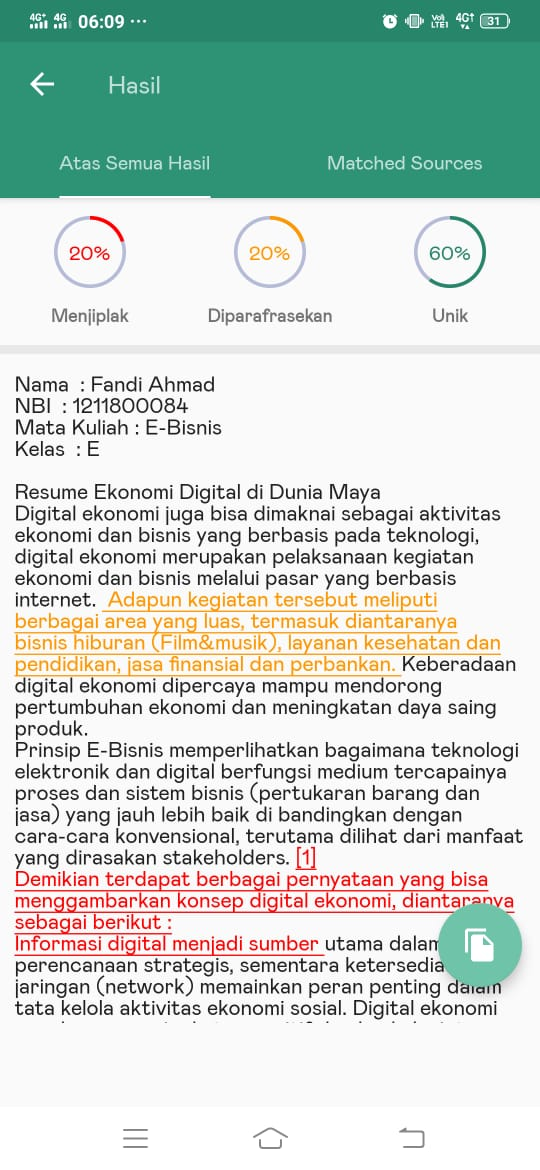 4G+ 4G 06:09 ··· Vo) LTE1 4G↑ 31
Hasil
Atas Semua Hasil Matched Sources
20% 20% 60%
Menjiplak Diparafrasekan Unik
Nama : Fandi Ahmad
NBI : 1211800084
Mata Kuliah : E-Bisnis
Kelas : E
Resume Ekonomi Digital di Dunia Maya
Digital ekonomi juga bisa dimaknai sebagai aktivitas
ekonomi dan bisnis yang berbasis pada teknologi,
digital ekonomi merupakan pelaksanaan kegiatan
ekonomi dan bisnis melalui pasar yang berbasis
internet. Adapun kegiatan tersebut meliputi
berbagai area yang luas, termasuk diantaranya
bisnis hiburan (Film&musik), layanan kesehatan dan
pendidikan, jasa finansial dan perbankan. Keberadaan
digital ekonomi dipercaya mampu mendorong
pertumbuhan ekonomi dan meningkatan daya saing
produk.
Prinsip E-Bisnis memperlihatkan bagaimana teknologi
elektronik dan digital berfungsi medium tercapainya
proses dan sistem bisnis (pertukaran barang dan
jasa) yang jauh lebih baik di bandingkan dengan
cara-cara konvensional, terutama dilihat dari manfaat
yang dirasakan stakeholders. [1]
Demikian terdapat berbagai pernyataan yang bisa
menggambarkan konsep digital ekonomi, diantaranya
sebagai berikut :
Informasi digital menjadi sumber utama dalam
perencanaan strategis, sementara ketersedia
jaringan (network) memainkan peran penting dalam
tata kelola aktivitas ekonomi sosial. Digital ekonomi